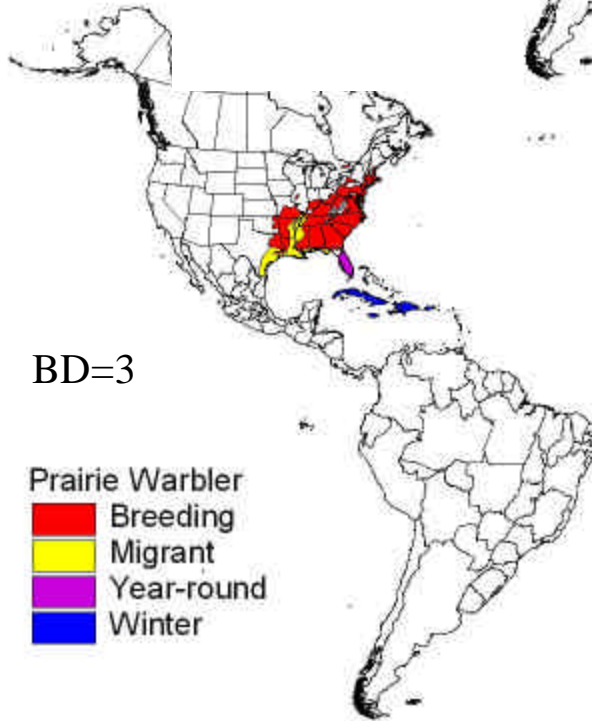 BD=3
Prairie Warbler
Breeding
Migrant
Year-round
Winter